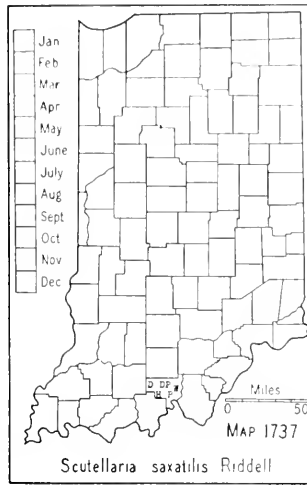 Jan
Feb
Mar
Apr
May
June
July
Aug
Sept
Oct
Nov
Dec
D DP
H P
Miles
0 50
MAP 1737
Scutellaria saxatilis Riddell